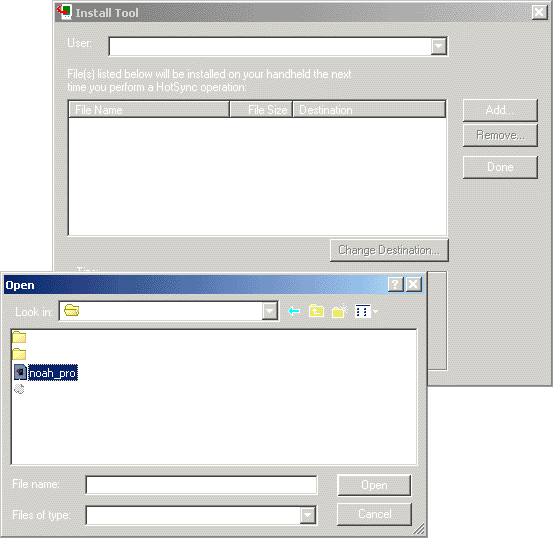 Install Tool
User:
File(s) listed below will be installed on your handheld the next
time you perform a HotSync operation:
File Name File Size Destination
Add...
Remove...
Done
Change Destination...
Open
Look in:
noah_pro
File name:
Open
Files of type:
Cancel